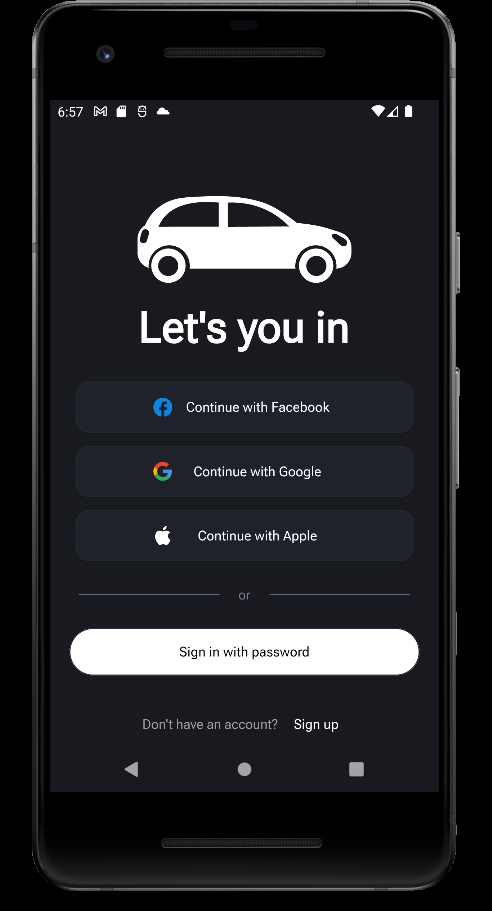 6:57
Let's you in
Continue with Facebook
Continue with Google
Continue with Apple
or
Sign in with password
Don't have an account? Sign up